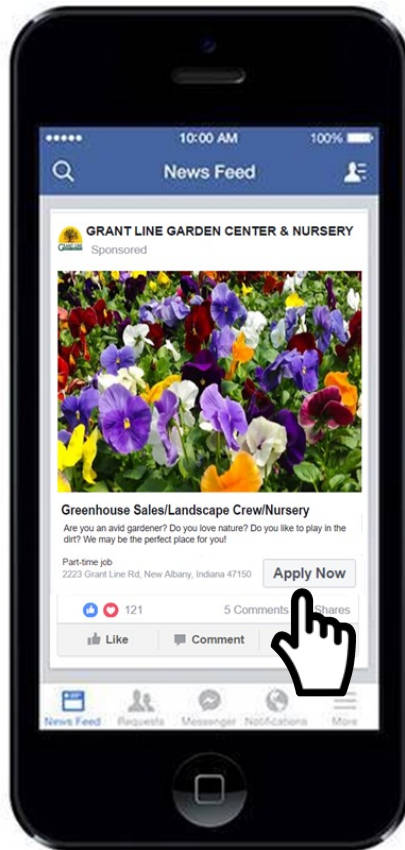 10:00 AM
100%
News Feed
GRANT LINE GARDEN CENTER & NURSERY
Sponsored
Greenhouse Sales/Landscape Crew/Nursery
Are you an avid gardener? Do you love nature? Do you like to play in the
dirt? We may be the perfect place for you!
Part-time job
2223 Grant Line Rd, New Albany, Indiana 47150
Apply Now
121
5 Comments
Shares
Like
Comment
News Feed
Requests
Messenger
Notifications
More